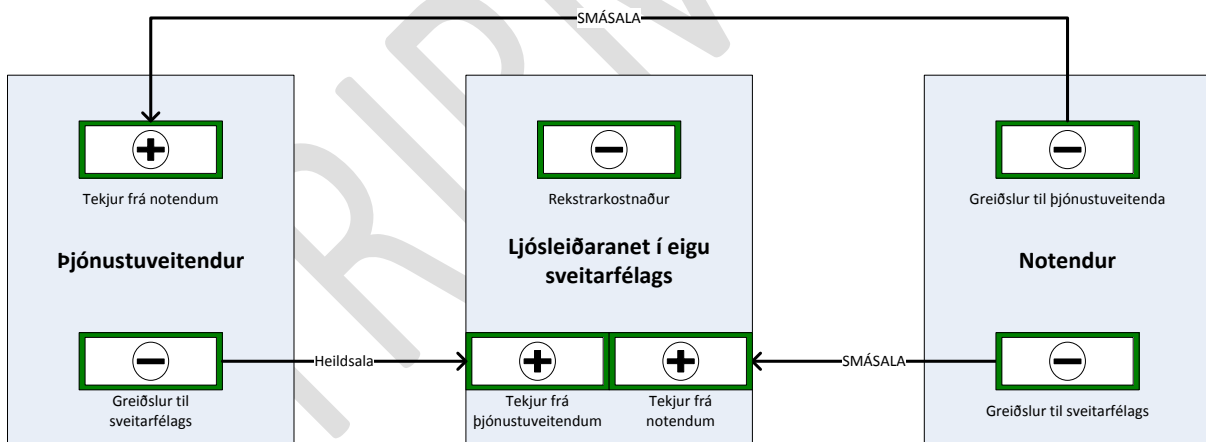 SMÁSALA
Tekjur frá notendum
Þjónustuveitendur
Greiðslur til
sveitarfélags
Heildsala
Rekstrarkostnaður
Ljósleiðaranet í eigu
sveitarfélags
Tekjur frá
þjónustuveitendum
Tekjur frá
notendum
SMÁSALA
Greiðslur til þjónustuveitenda
Notendur
Greiðslur til sveitarfélags